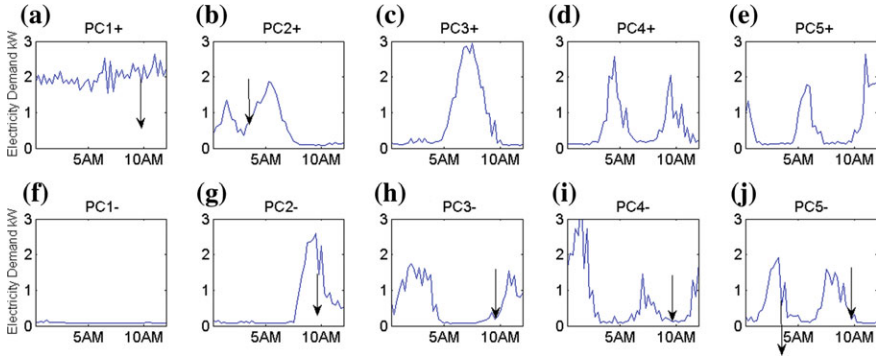 (a) (b) (c) (d) (e)
PC1+ PC2+ PC3+ PC4+ PC5+
Electricity Demand kW
3 3 3 3 3
2 2 2 2 2
1 1 1 1 1
0 0 0 0 0
5AM 10AM 5AM 10AM 5AM 10AM 5AM 10AM 5AM 10AM
(f) (g) (h) (i) (j)
PC1- PC2- PC3- PC4- PC5-
Electricity Demand kW
3 3 3 3 3
2 2 2 2 2
1 1 1 1 1
0 0 0 0 0
5AM 10AM 5AM 10AM 5AM 10AM 5AM 10AM 5AM 10AM